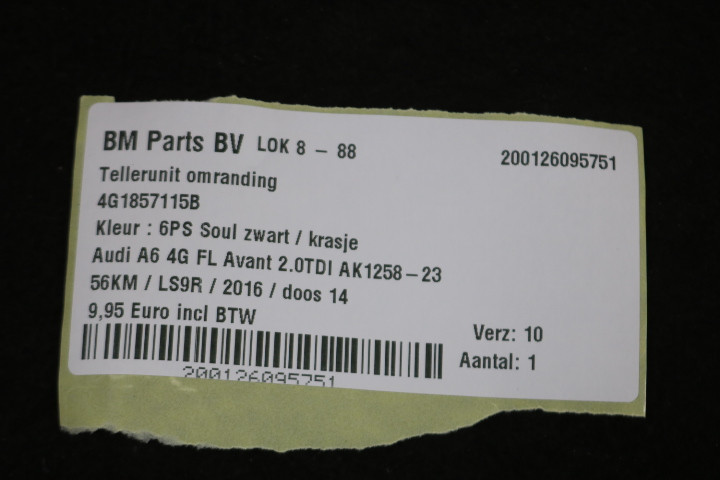 BM Parts BV LOK 8 - 88 200126095751
Tellerunit omranding
4G1857115B
Kleur : 6PS Soul zwart / krasje
Audi A6 4G FL Avant 2.0TDI AK1258-23
56KM / LS9R / 2016 / doos 14
9,95 Euro incl BTW
Verz: 10
Aantal: 1
200126095751